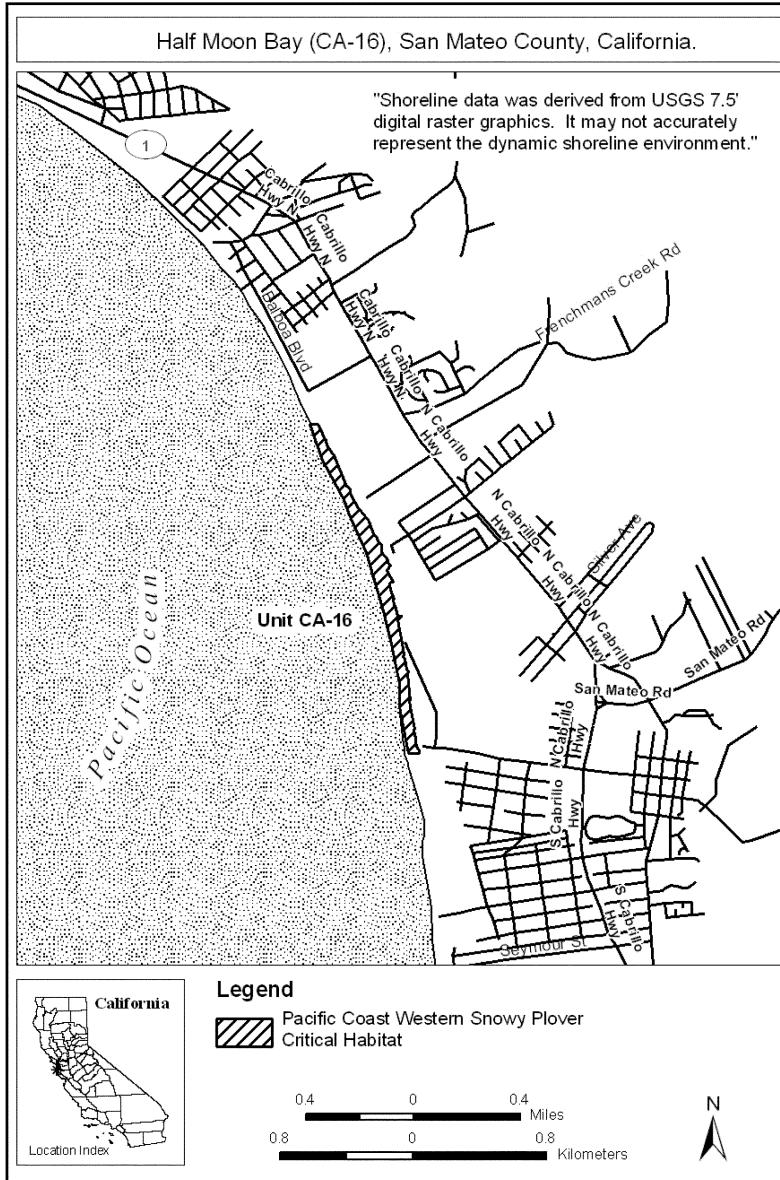 Half Moon Bay (CA-16), San Mateo County, California.
"Shoreline data was derived from USGS 7.5'
digital raster graphics. It may not accurately
represent the dynamic shoreline environment."
1
Cabrillo
Hwy N
Cabrillo
Hwy N
Balboa Blvd
Cabrillo
Hwy N
Cabrillo
Hwy N
Frenchmans Creek Rd
N Cabrillo
Hwy
N Cabrillo
Hwy
N Cabrillo
Hwy
Silver Ave
N Cabrillo
Hwy
Unit CA-16
Pacific Ocean
San Mateo Rd
San Mateo Rd
N Cabrillo
Hwy
S Cabrillo
Hwy
S Cabrillo
Hwy
Seymour St
California
Location Index
Legend
Pacific Coast Western Snowy Plover
Critical Habitat
0.4 0 0.4
Miles
0.8 0 0.8
Kilometers
N